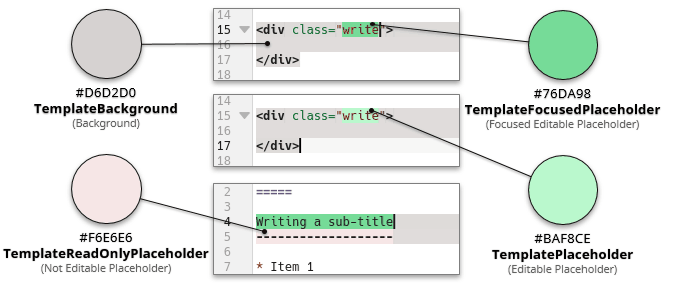 14
15 <div class="write">
16
17 </div>
18
#D6D2D0
TemplateBackground
(Background)
#76DA98
TemplateFocusedPlaceholder
(Focused Editable Placeholder)
14
15 <div class="write">
16
17 </div>
18
2 =====
3
4 Writing a sub-title
5 -------------------
6
7 * Item 1
#F6E6E6
TemplateReadOnlyPlaceholder
(Not Editable Placeholder)
#BAF8CE
TemplatePlaceholder
(Editable Placeholder)